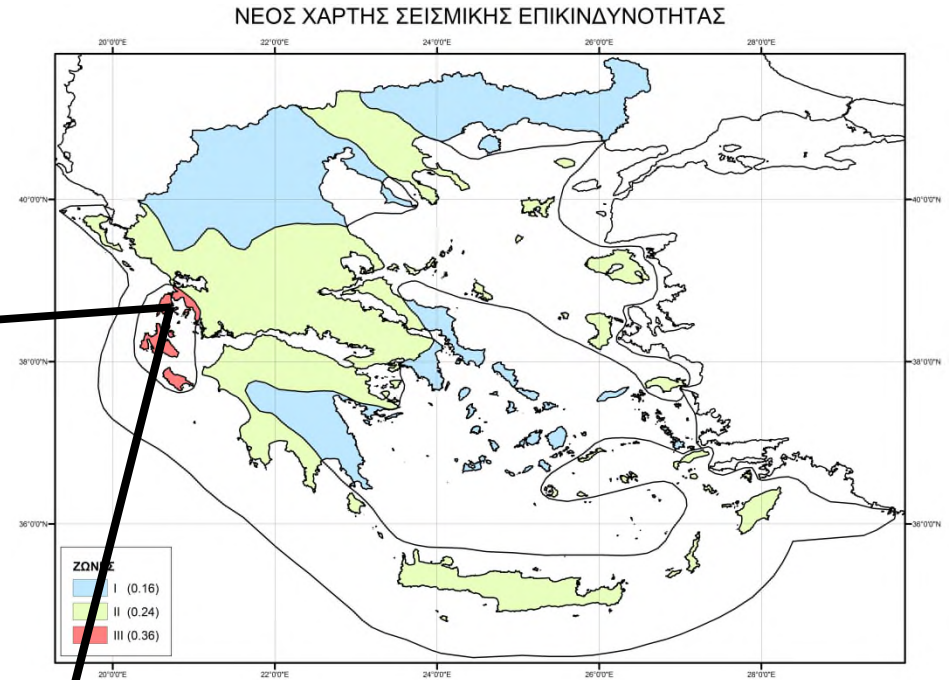 ΝΕΟΣ ΧΑΡΤΗΣ ΣΕΙΣΜΙΚΗΣ ΕΠΙΚΙΝΔΥΝΟΤΗΤΑΣ
20°0'0"E 22°0'0"E 24°0'0"E 26°0'0"E 28°0'0"E
40°0'0"N 40°0'0"N
38°0'0"N 38°0'0"N
36°0'0"N 36°0'0"N
I (0.16)
II (0.24)
III (0.36)
20°0'0"E 22°0'0"E 24°0'0"E 26°0'0"E 28°0'0"E